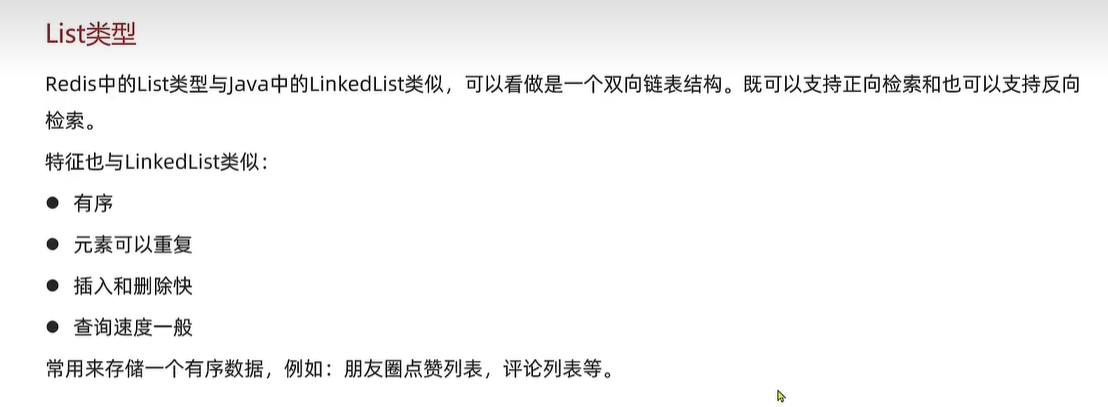 List类型
Redis中的List类型与Java中的LinkedList类似，可以看做是一个双向链表结构。既可以支持正向检索和也可以支持反向
检索。
特征也与LinkedList类似：
● 有序
● 元素可以重复
● 插入和删除快
● 查询速度一般
常用来存储一个有序数据，例如：朋友圈点赞列表，评论列表等。